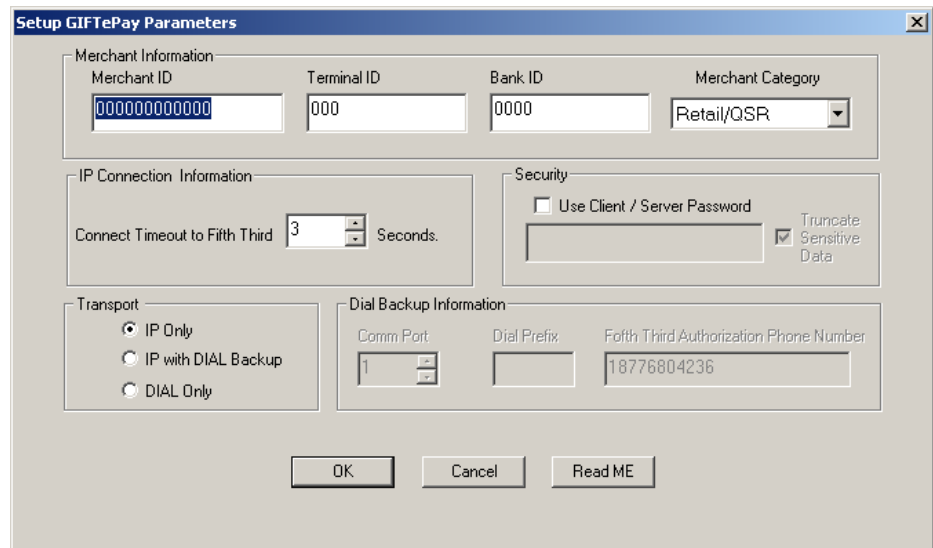 Setup GIFTePay Parameters
Merchant Information
Merchant ID Terminal ID Bank ID Merchant Category
000000000000 000 0000 Retail/QSR
IP Connection Information
Connect Timeout to Fifth Third 3 Seconds.
Security
Use Client / Server Password
Truncate
Sensitive
Data
Transport
IP Only
IP with DIAL Backup
DIAL Only
Dial Backup Information
Comm Port Dial Prefix Fofth Third Authorization Phone Number
1 18776804236
OK Cancel Read ME